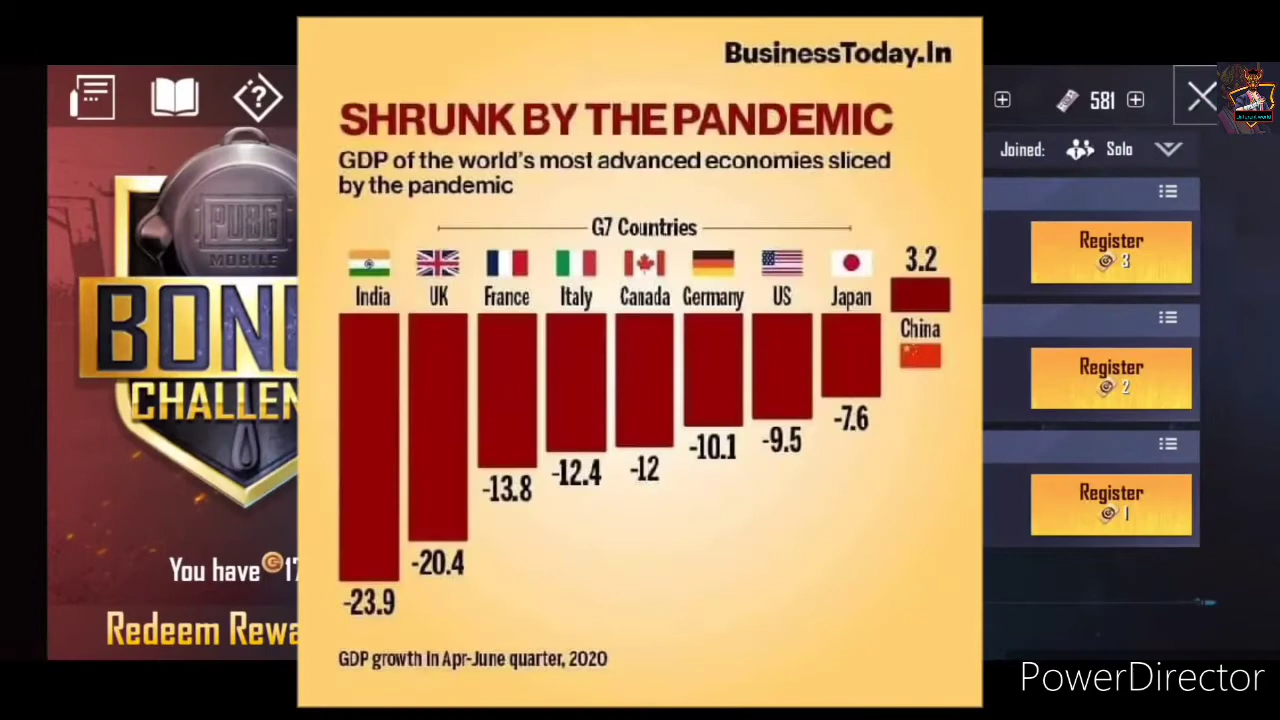 BusinessToday.In
SHRUNK BY THE PANDEMIC
GDP of the world's most advanced economies sliced
by the pandemic
G7 Countries
India UK France Italy Canada Germany US Japan
3.2
China
-23.9
-20.4
-13.8
-12.4
-12
-10.1
-9.5
-7.6
GDP growth in Apr-June quarter, 2020
PUBG
MOBILE
CHALLEN
You have
Redeem
581
Joined: Solo
Register
3
Register
2
Register
1
PowerDirector